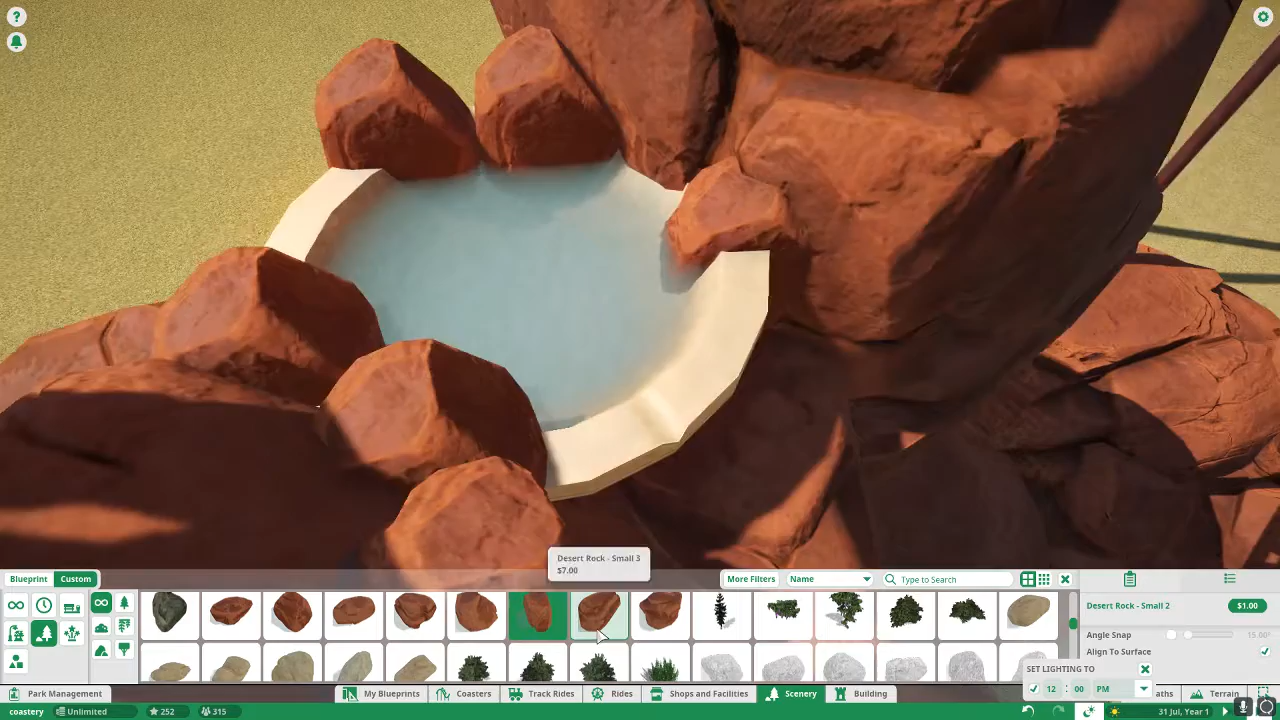 ?
Desert Rock - Small 3
$7.00
Blueprint
Custom
More Filters
Name
Type to Search
Desert Rock - Small 2
$1.00
Angle Snap
15.00°
Align To Surface
SET LIGHTING TO
12 : 00 PM
Park Management
My Blueprints
Coasters
Track Rides
Rides
Shops and Facilities
Scenery
Building
aths
Terrain
Unlimited
252
315
31 Jul, Year 1